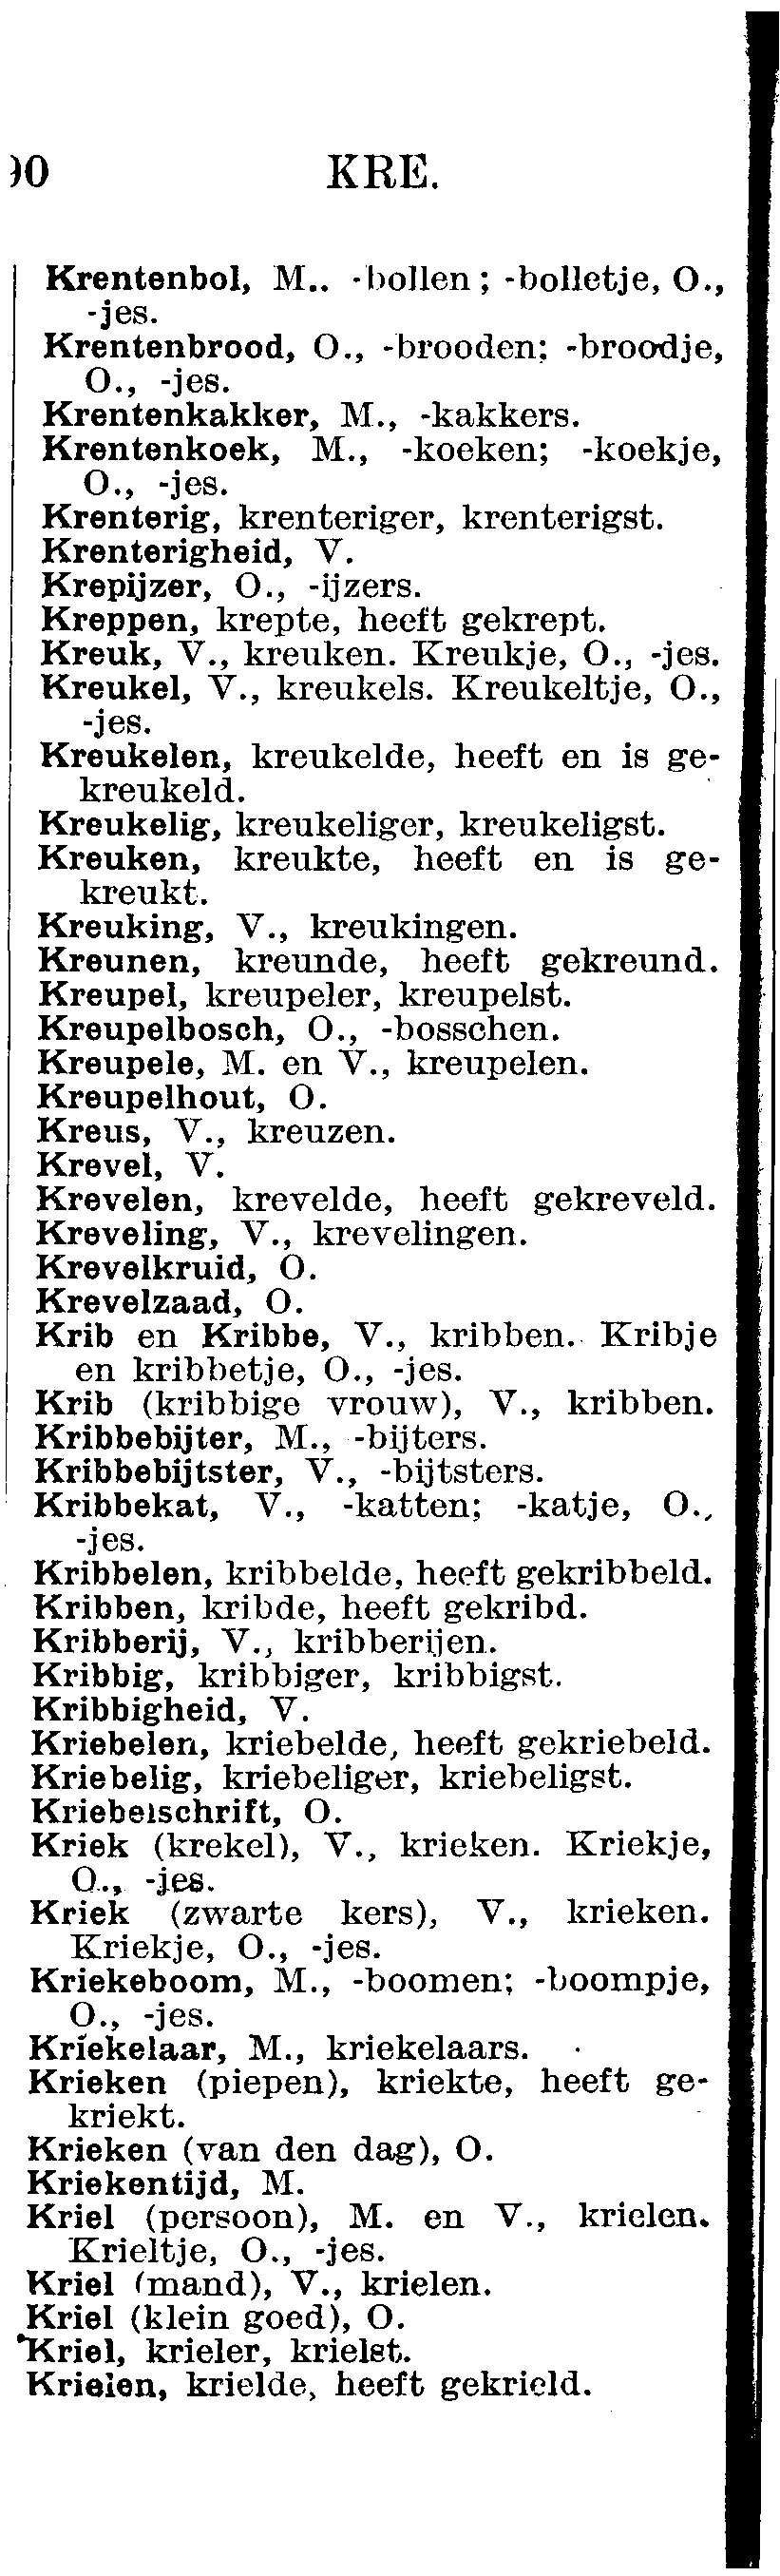 90 KRE.
Krentenbol, M.. -bollen; -bolletje, O.,
-jes.
Krentenbrood, O., -brooden; -broodje,
O., -jes.
Krentenkakker, M., -kakkers.
Krentenkoek, M., -koeken; -koekje,
O., -jes.
Krenterig, krenteriger, krenterigst.
Krenterigheid, V.
Krepijzer, O., -ijzers.
Kreppen, krepte, heeft gekrept.
Kreuk, V., kreuken. Kreukje, O., -jes.
Kreukel, V., kreukels. Kreukeltje, O.,
-jes.
Kreukelen, kreukelde, heeft en is ge-
kreukeld.
Kreukelig, kreukeliger, kreukeligst.
Kreuken, kreukte, heeft en is ge-
kreukt.
Kreuking, V., kreukingen.
Kreunen, kreunde, heeft gekreund.
Kreupel, kreupeler, kreupelst.
Kreupelbosch, O., -bosschen.
Kreupele, M. en V., kreupelen.
Kreupelhout, O.
Kreus, V., kreuzen.
Krevel, V.
Krevelen, krevelde, heeft gekreveld.
Kreveling, V., krevelingen.
Krevelkruid, O.
Krevelzaad, O.
Krib en Kribbe, V., kribben. Kribje
en kribbetje, O., -jes.
Krib (kribbige vrouw), V., kribben.
Kribbebijter, M., -bijters.
Kribbebijtster, V., -bijtsters.
Kribbekat, V., -katten; -katje, O.,
-jes.
Kribbelen, kribbelde, heeft gekribbeld.
Kribben, kribde, heeft gekribd.
Kribberij, V., kribberijen.
Kribbig, kribbiger, kribbigst.
Kribbigheid, V.
Kriebelen, kriebelde, heeft gekriebeld.
Kriebelig, kriebeliger, kriebeligst.
Kriebelschrift, O.
Kriek (krekel), V., krieken. Kriekje,
O., -jes.
Kriek (zwarte kers), V., krieken.
Kriekje, O., -jes.
Kriekeboom, M., -boomen; -boompje,
O., -jes.
Kriekelaar, M., kriekelaars.
Krieken (piepen), kriekte, heeft ge-
kriekt.
Krieken (van den dag), O.
Kriekentijd, M.
Kriel (persoon), M. en V., krielen.
Krieltje, O., -jes.
Kriel (mand), V., krielen.
Kriel (klein goed), O.
Kriel, krieler, krielst.
Krielen, krielde, heeft gekrield.